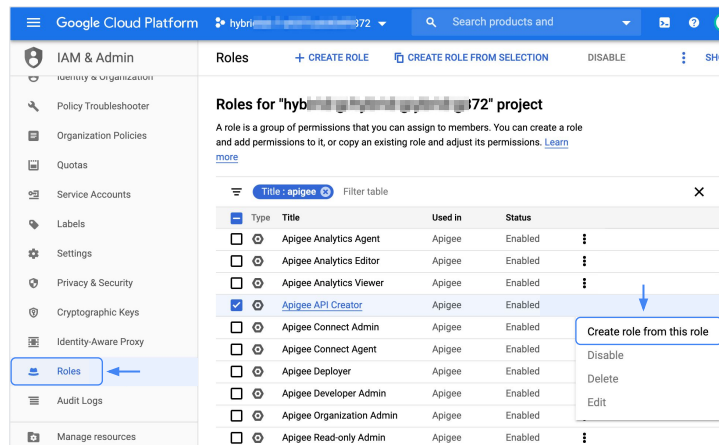 Google Cloud Platform
Search products and
IAM & Admin
Roles
CREATE ROLE
CREATE ROLE FROM SELECTION
DISABLE
Identity & Organization
Policy Troubleshooter
Organization Policies
Quotas
Service Accounts
Labels
Settings
Privacy & Security
Cryptographic Keys
Identity-Aware Proxy
Roles
Audit Logs
Manage resources
Roles for "hyb 372" project
A role is a group of permissions that you can assign to members. You can create a role
and add permissions to it, or copy an existing role and adjust its permissions. Learn
more
Title : apigee Filter table
Type Title Used in Status
Apigee Analytics Agent Apigee Enabled
Apigee Analytics Editor Apigee Enabled
Apigee Analytics Viewer Apigee Enabled
Apigee API Creator Apigee Enabled
Apigee Connect Admin Apigee Enabled
Apigee Connect Agent Apigee Enabled
Apigee Deployer Apigee Enabled
Apigee Developer Admin Apigee Enabled
Apigee Organization Admin Apigee Enabled
Apigee Read-only Admin Apigee Enabled
Create role from this role
Disable
Delete
Edit